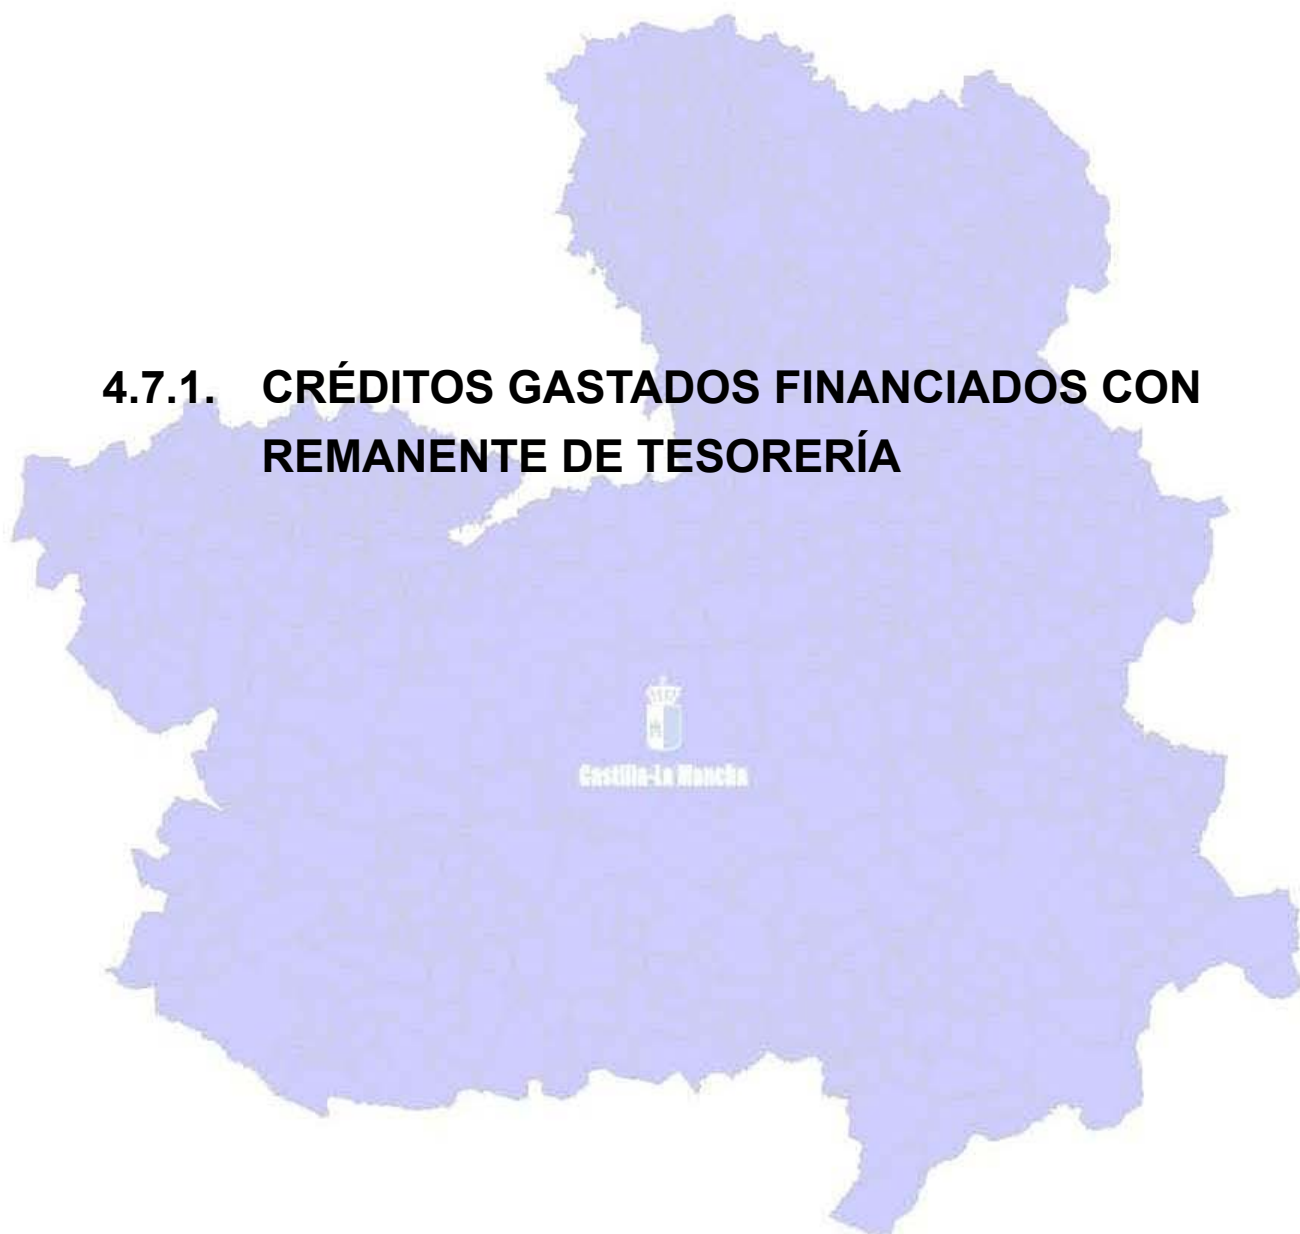 4.7.1. CRÉDITOS GASTADOS FINANCIADOS CON
REMANENTE DE TESORERÍA
Castilla-La Mancha